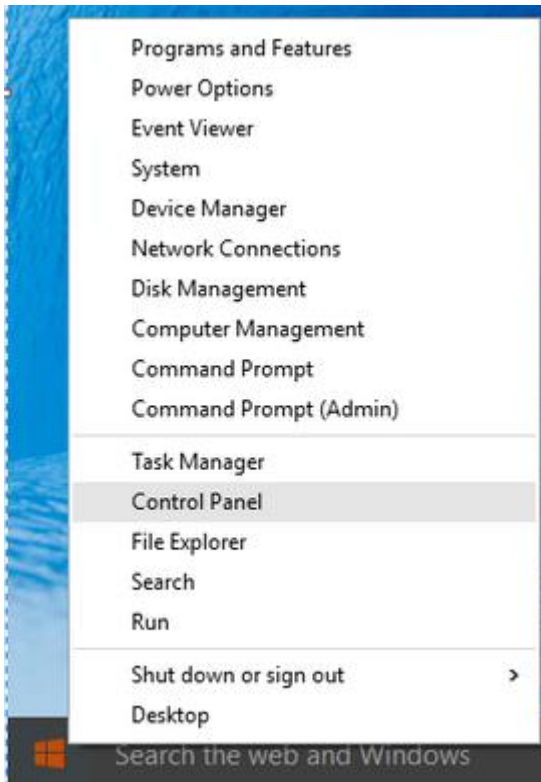 Programs and Features
Power Options
Event Viewer
System
Device Manager
Network Connections
Disk Management
Computer Management
Command Prompt
Command Prompt (Admin)
Task Manager
Control Panel
File Explorer
Search
Run
Shut down or sign out
Desktop
Search the web and Windows